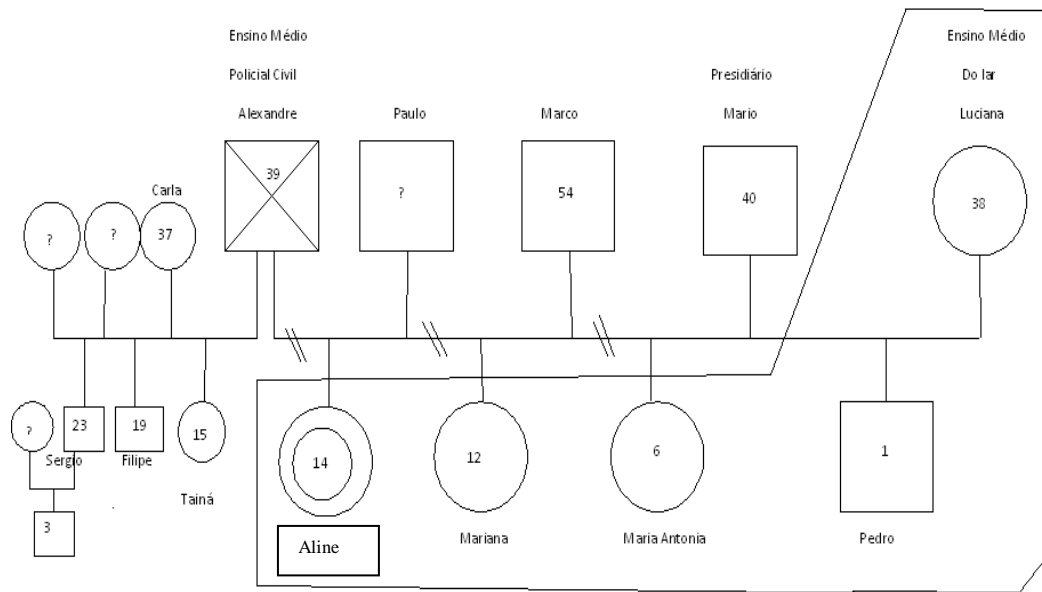 Ensino Médio
Ensino Médio
Policial Civil
Presidiário
Do lar
Alexandre
Paulo
Marco
Mario
Luciana
39
Carla
?
54
40
38
?
?
37
23
19
15
?
Sergio
Filipe
Tainá
3
14
12
6
1
Aline
Mariana
Maria Antonia
Pedro